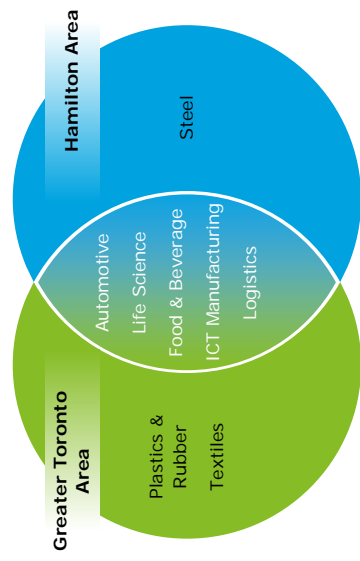 Greater Toronto
Area
Plastics &
Rubber
Textiles
Automotive
Life Science
Food & Beverage
ICT Manufacturing
Logistics
Hamilton Area
Steel